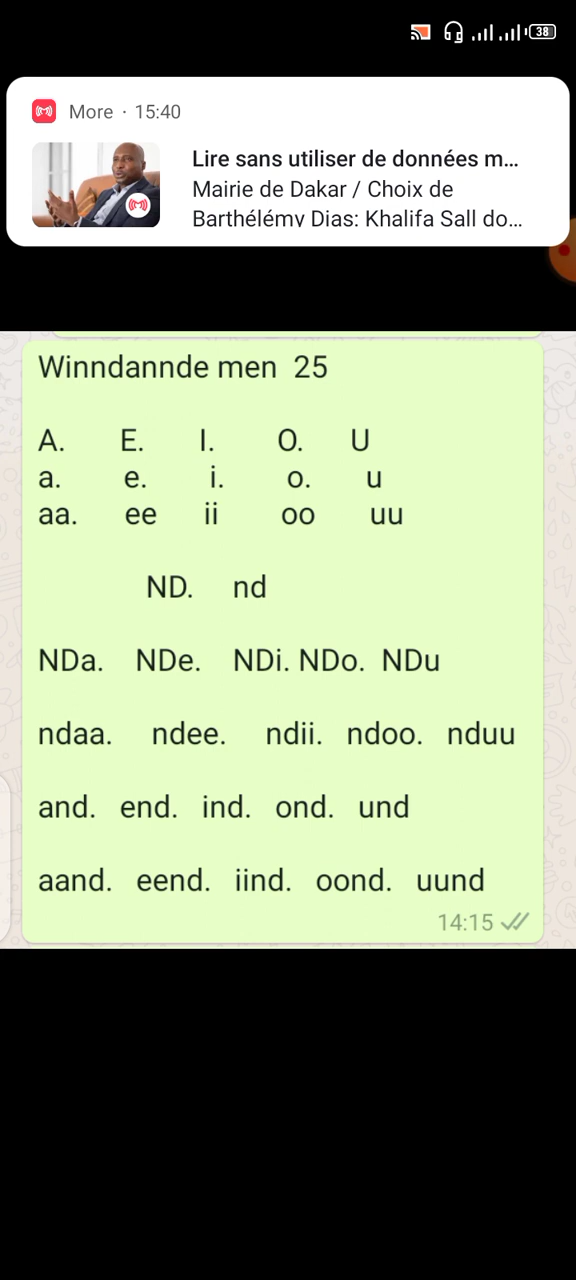 38
More · 15:40
Lire sans utiliser de données m...
Mairie de Dakar / Choix de
Barthélémy Dias: Khalifa Sall do...
Winndannde men 25
A. E. I. O. U
a. e. i. o. u
aa. ee ii oo uu
ND. nd
NDa. NDe. NDi. NDo. NDu
ndaa. ndee. ndii. ndoo. nduu
and. end. ind. ond. und
aand. eend. iind. oond. uund
14:15